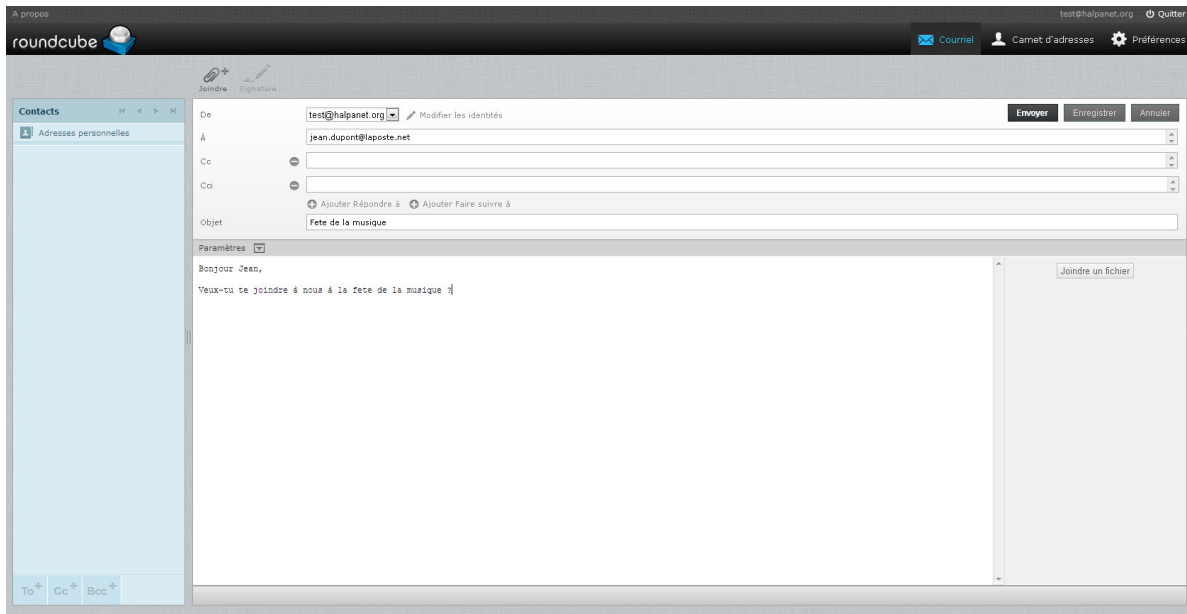 A propos
test@halpanet.org Quitter
roundcube
Courriel Carnet d'adresses Préférences
Joindre Signature
Contacts
Adresses personnelles
De test@halpanet.org Modifier les identités
Envoyer Enregistrer Annuler
À jean.dupont@laposte.net
Cc
Cci
Ajouter Répondre à Ajouter Faire suivre à
Objet Fete de la musique
Paramètres
Bonjour Jean,
Veux-tu te joindre à nous à la fete de la musique ?
Joindre un fichier
To+ Cc+ Bcc+